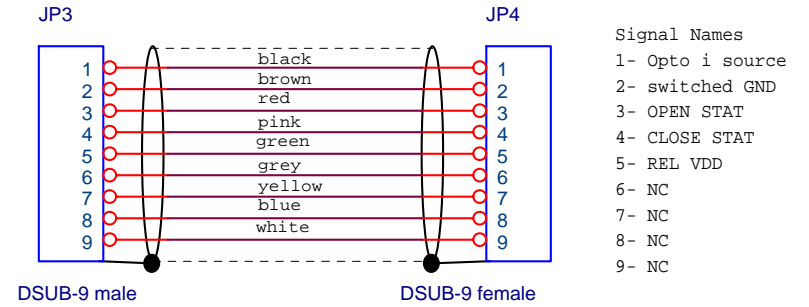 JP3
JP4
1
2
3
4
5
6
7
8
9
black
brown
red
pink
green
grey
yellow
blue
white
1
2
3
4
5
6
7
8
9
DSUB-9 male
DSUB-9 female
Signal Names
1- Opto i source
2- switched GND
3- OPEN STAT
4- CLOSE STAT
5- REL VDD
6- NC
7- NC
8- NC
9- NC